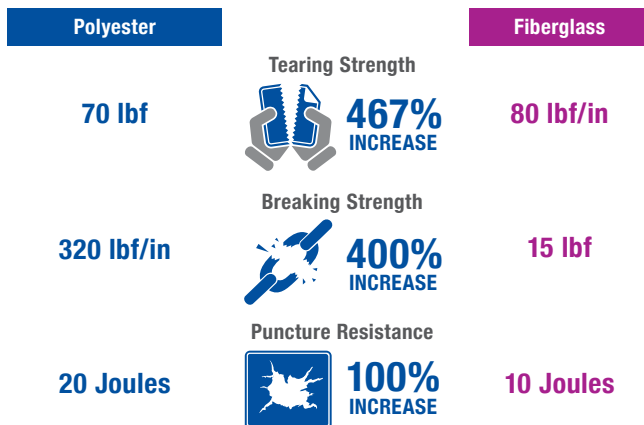 Polyester
Fiberglass
Tearing Strength
70 lbf
467%
INCREASE
80 lbf/in
Breaking Strength
320 lbf/in
400%
INCREASE
15 lbf
Puncture Resistance
20 Joules
100%
INCREASE
10 Joules